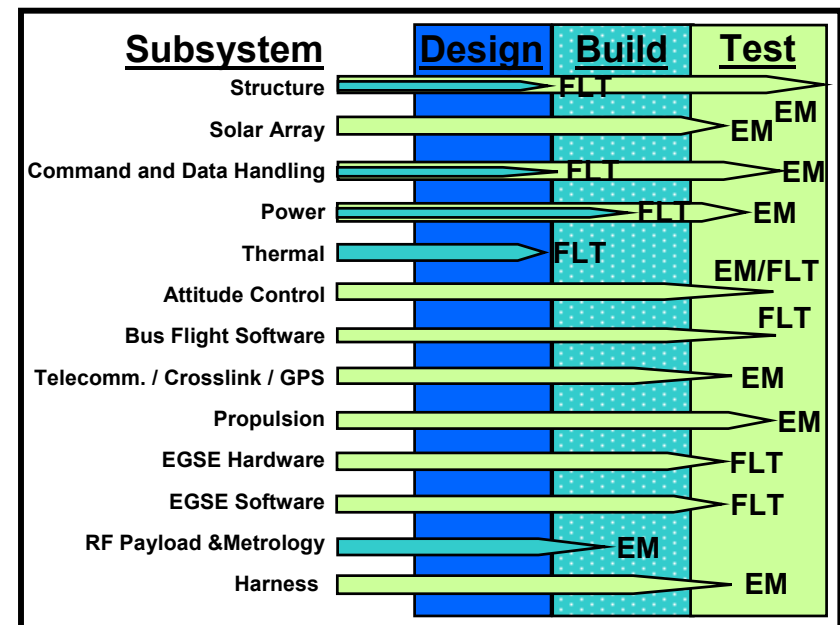 Subsystem Design Build Test
Structure FLT
EM
Solar Array EM
Command and Data Handling FLT EM
Power FLT EM
Thermal FLT
EM/FLT
Attitude Control
FLT
Bus Flight Software
Telecomm. / Crosslink / GPS EM
Propulsion EM
EGSE Hardware FLT
EGSE Software FLT
RF Payload &Metrology EM
Harness EM